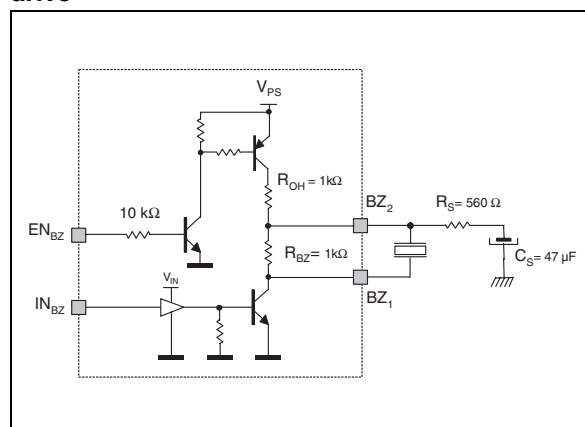 V_PS
R_OH = 1kΩ
BZ_2
R_S= 560 Ω
10 kΩ
EN_BZ
R_BZ= 1kΩ
C_S= 47 µF
V_IN
BZ_1
IN_BZ